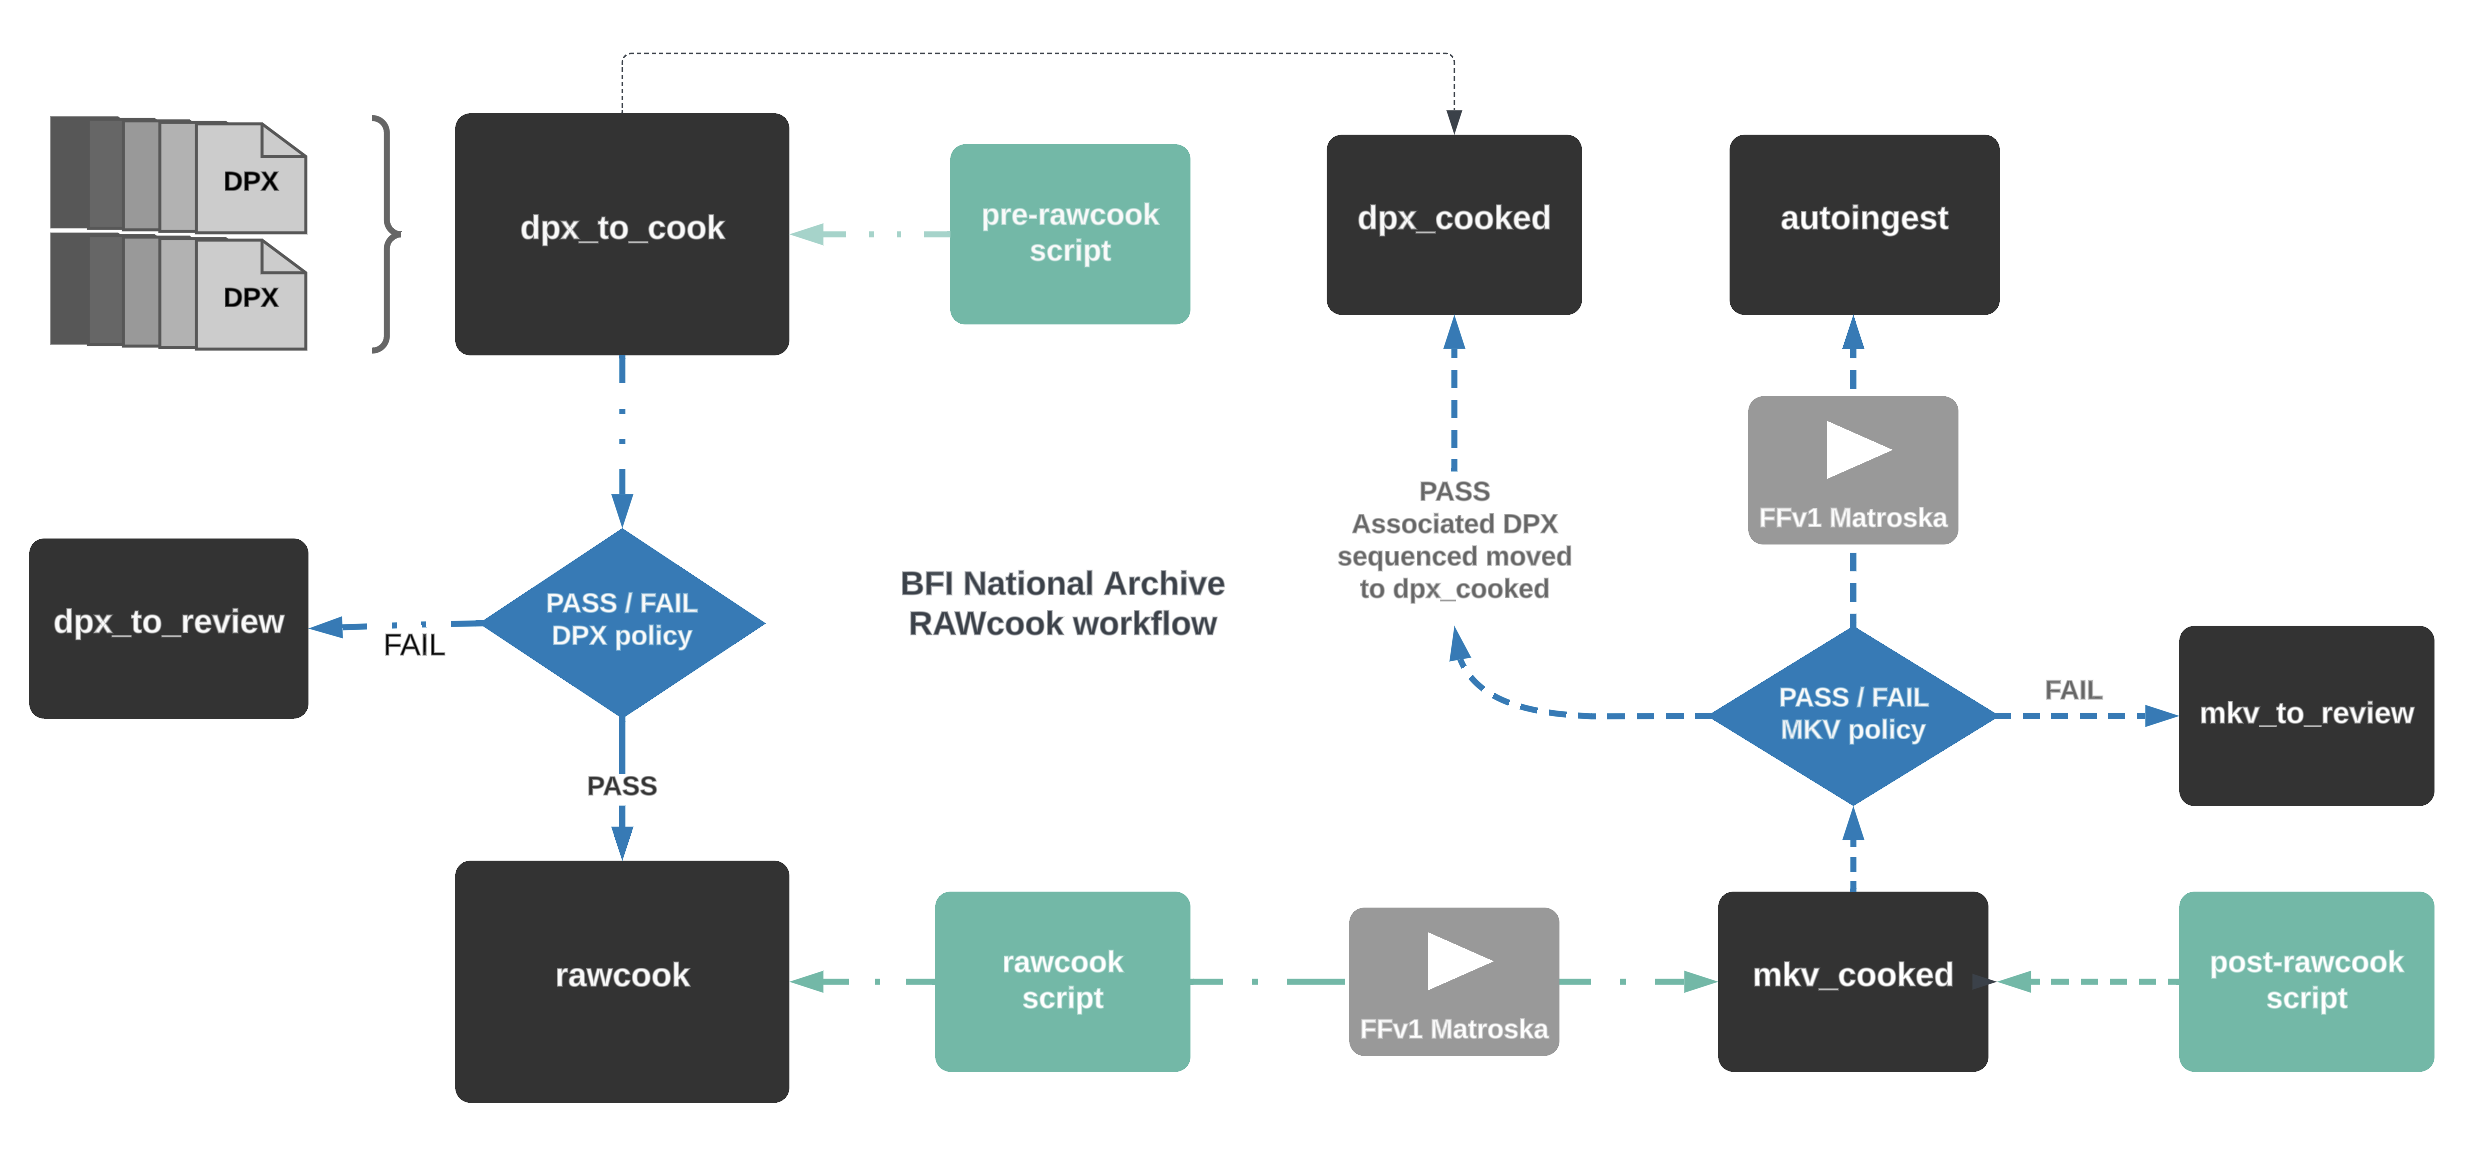 DPX
DPX
dpx_to_cook
pre-rawcook
script
dpx_cooked
autoingest
FFv1 Matroska
PASS
Associated DPX
sequenced moved
to dpx_cooked
dpx_to_review
FAIL
PASS / FAIL
DPX policy
BFI National Archive
RAWcook workflow
PASS / FAIL
MKV policy
FAIL
mkv_to_review
PASS
rawcook
rawcook
script
FFv1 Matroska
mkv_cooked
post-rawcook
script